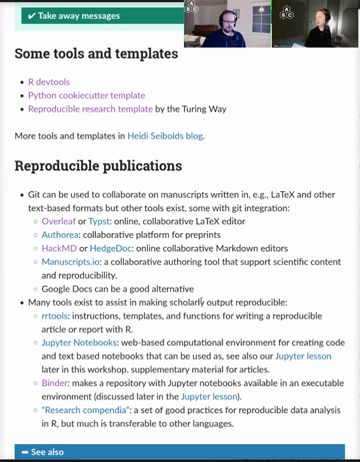 ✔ Take away messages
Some tools and templates
• R devtools
• Python cookiecutter template
• Reproducible research template by the Turing Way
More tools and templates in Heidi Seibolds blog.
Reproducible publications
• Git can be used to collaborate on manuscripts written in, e.g., LaTeX and other
text-based formats but other tools exist, some with git integration:
○ Overleaf or Typst: online, collaborative LaTeX editor
○ Authorea: collaborative platform for preprints
○ HackMD or HedgeDoc: online collaborative Markdown editors
○ Manuscripts.io: a collaborative authoring tool that support scientific content
and reproducibility.
○ Google Docs can be a good alternative
• Many tools exist to assist in making scholarly output reproducible:
○ rrtools: instructions, templates, and functions for writing a reproducible
article or report with R.
○ Jupyter Notebooks: web-based computational environment for creating code
and text based notebooks that can be used as, see also our Jupyter lesson
later in this workshop. supplementary material for articles.
○ Binder: makes a repository with Jupyter notebooks available in an executable
environment (discussed later in the Jupyter lesson).
○ “Research compendia”: a set of good practices for reproducible data analysis
in R, but much is transferable to other languages.
➡ See also